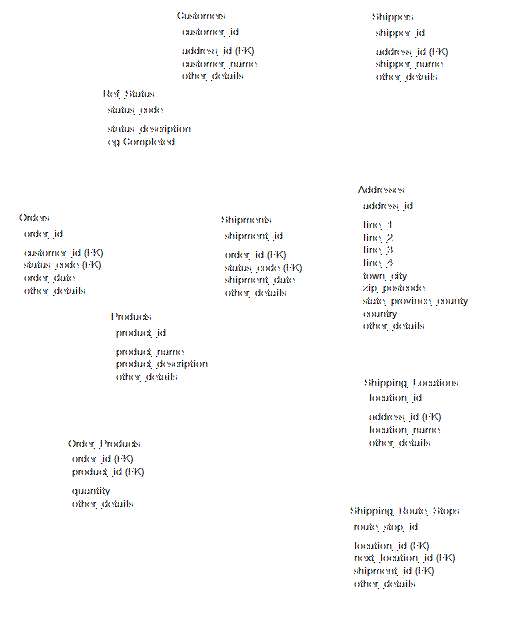 Customers
customer_id
address_id (FK)
customer_name
other_details
Shippers
shipper_id
address_id (FK)
shipper_name
other_details
Ref_Status
status_code
status_description
eg Completed
Addresses
address_id
line_1
line_2
line_3
line_4
town_city
zip_postcode
state_province_county
country
other_details
Orders
order_id
customer_id (FK)
status_code (FK)
order_date
other_details
Shipments
shipment_id
order_id (FK)
status_code (FK)
shipment_date
other_details
Products
product_id
product_name
product_description
other_details
Shipping_Locations
location_id
address_id (FK)
location_name
other_details
Order_Products
order_id (FK)
product_id (FK)
quantity
other_details
Shipping_Route_Stops
route_stop_id
location_id (FK)
next_location_id (FK)
shipment_id (FK)
other_details